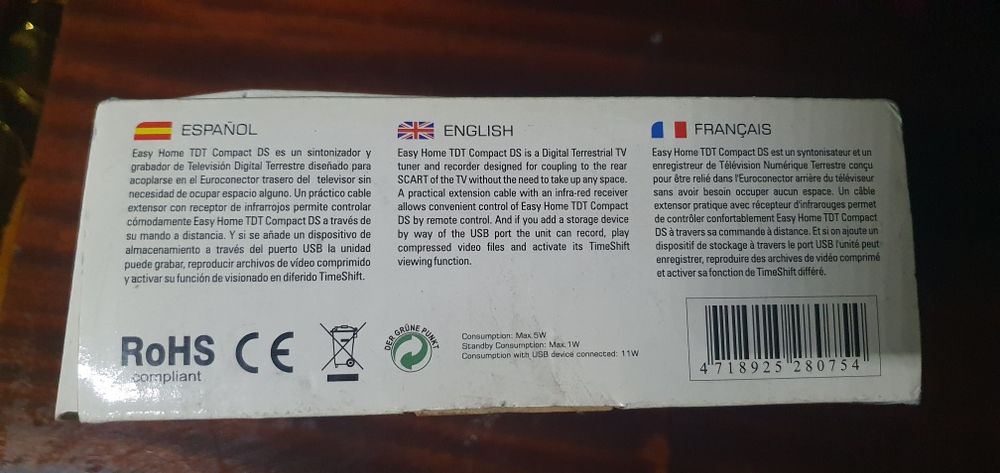 ESPAÑOL
Easy Home TDT Compact DS es un sintonizador y
grabador de Televisión Digital Terrestre diseñado para
acoplarse en el Euroconector trasero del televisor sin
necesidad de ocupar espacio alguno. Un práctico cable
extensor con receptor de infrarrojos permite controlar
cómodamente Easy Home TDT Compact DS a través de
su mando a distancia. Y si se añade un dispositivo de
almacenamiento a través del puerto USB la unidad
puede grabar, reproducir archivos de vídeo comprimido
y activar su función de visionado en diferido TimeShift.
ENGLISH
Easy Home TDT Compact DS is a Digital Terrestrial TV
tuner and recorder designed for coupling to the rear
SCART of the TV without the need to take up any space.
A practical extension cable with an infra-red receiver
allows convenient control of Easy Home TDT Compact
DS by remote control. And if you add a storage device
by way of the USB port the unit can record, play
compressed video files and activate its TimeShift
viewing function.
FRANÇAIS
Easy Home TDT Compact DS est un syntonisateur et un
enregistreur de Télévision Numérique Terrestre conçu
pour être relié dans l'Euroconector arrière du téléviseur
sans avoir besoin occuper aucun espace. Un câble
extensor pratique avec récepteur d'infrarouges permet
de contrôler confortablement Easy Home TDT Compact
DS à travers sa commande à distance. Et si on ajoute un
dispositif de stockage à travers le port USB l'unité peut
enregistrer, reproduire des archives de vidéo comprimé
et activer sa fonction de TimeShift différé.
RoHS
compliant
CE
DER GRÜNE PUNKT
Consumption: Max.5W
Standby Consumption: Max.1W
Consumption with USB device connected: 11W
4 718925 280754